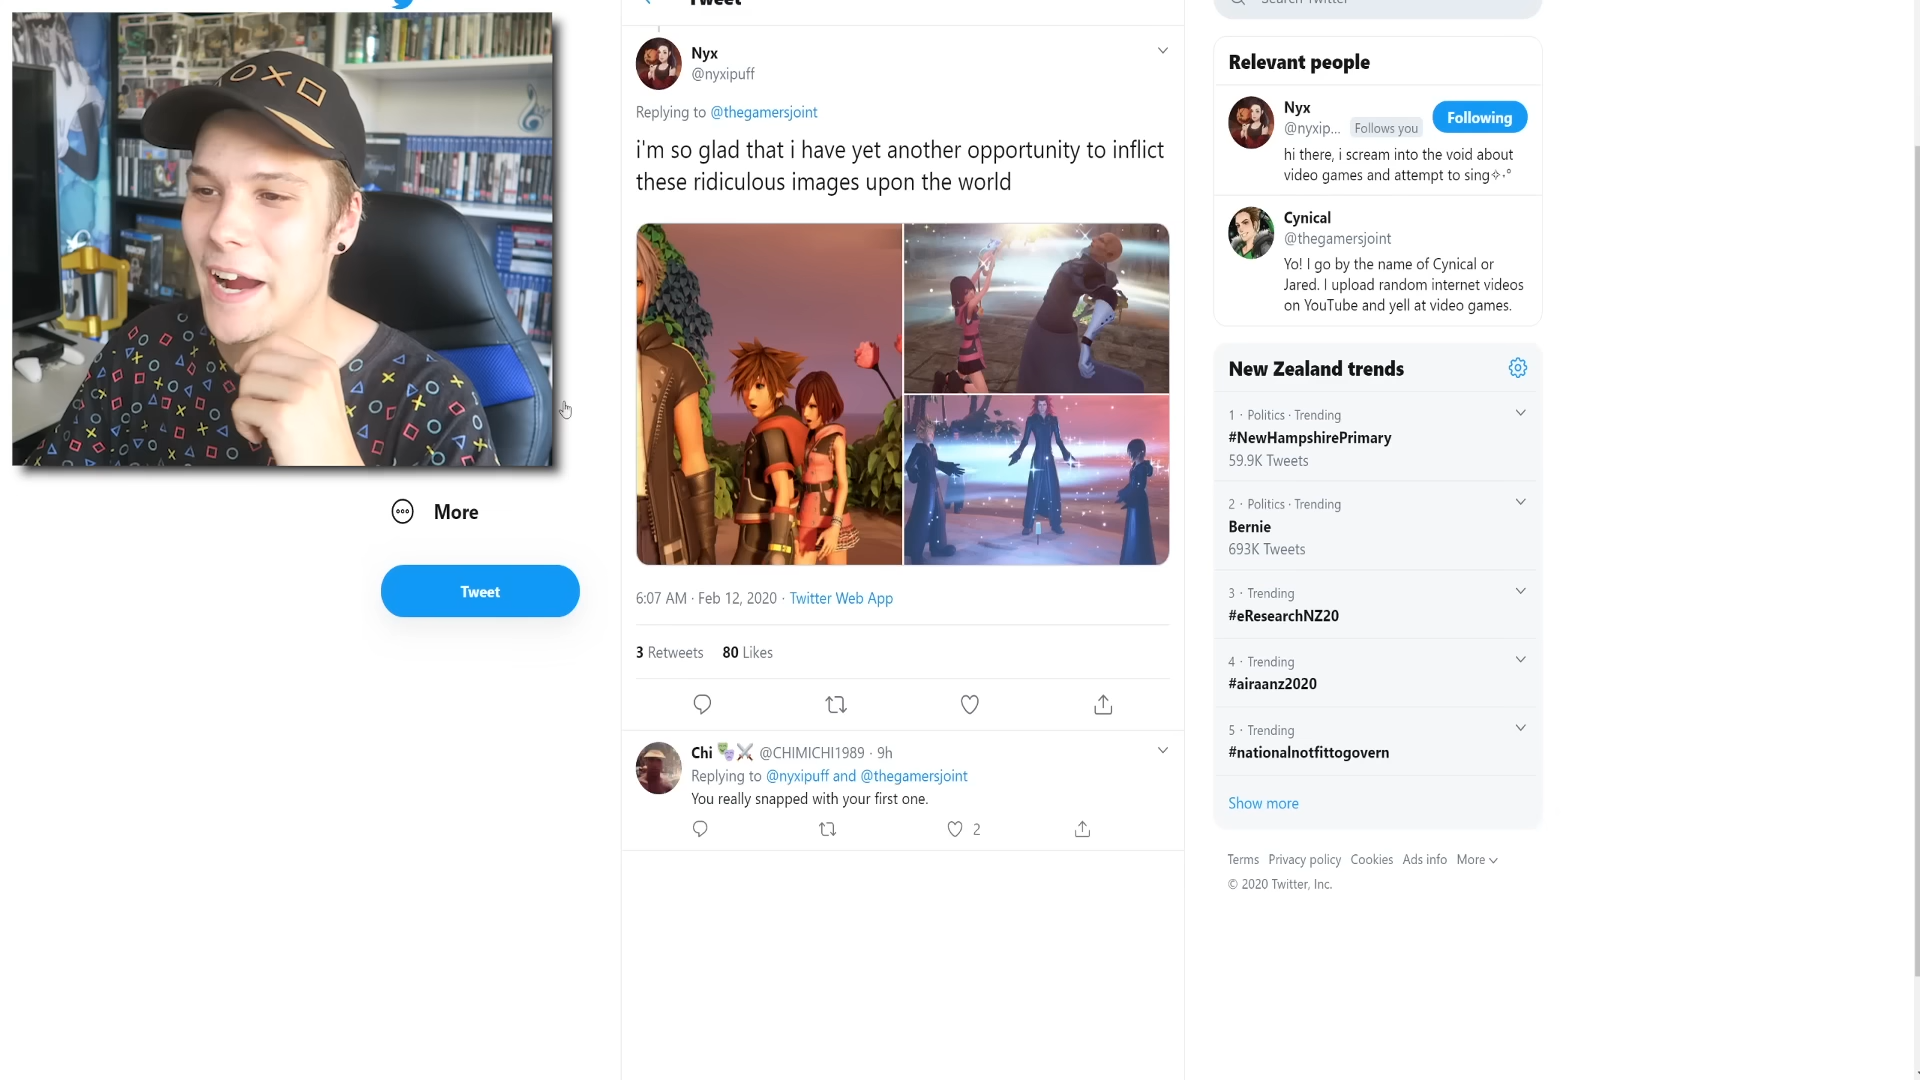 Tweet
Search Twitter
Nyx
@nyxipuff
Replying to @thegamersjoint
i'm so glad that i have yet another opportunity to inflict
these ridiculous images upon the world
6:07 AM · Feb 12, 2020 · Twitter Web App
3 Retweets 80 Likes
Chi @CHIMICHI1989 · 9h
Replying to @nyxipuff and @thegamersjoint
You really snapped with your first one.
2
More
Tweet
Relevant people
Nyx
@nyxip... Follows you
Following
hi there, i scream into the void about
video games and attempt to sing✧･°
Cynical
@thegamersjoint
Yo! I go by the name of Cynical or
Jared. I upload random internet videos
on YouTube and yell at video games.
New Zealand trends
1 · Politics · Trending
#NewHampshirePrimary
59.9K Tweets
2 · Politics · Trending
Bernie
693K Tweets
3 · Trending
#eResearchNZ20
4 · Trending
#airaanz2020
5 · Trending
#nationalnotfittogovern
Show more
Terms Privacy policy Cookies Ads info More
© 2020 Twitter, Inc.